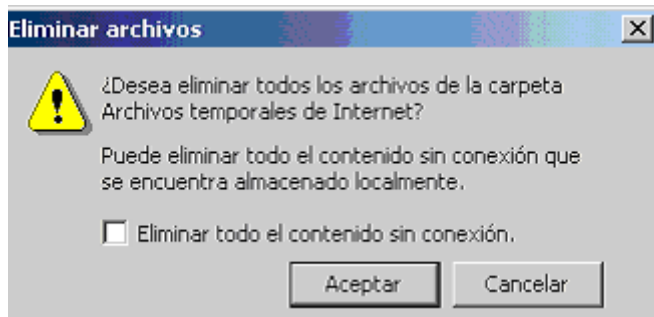 Eliminar archivos
¿Desea eliminar todos los archivos de la carpeta
Archivos temporales de Internet?
Puede eliminar todo el contenido sin conexión que
se encuentra almacenado localmente.
Eliminar todo el contenido sin conexión.
Aceptar
Cancelar